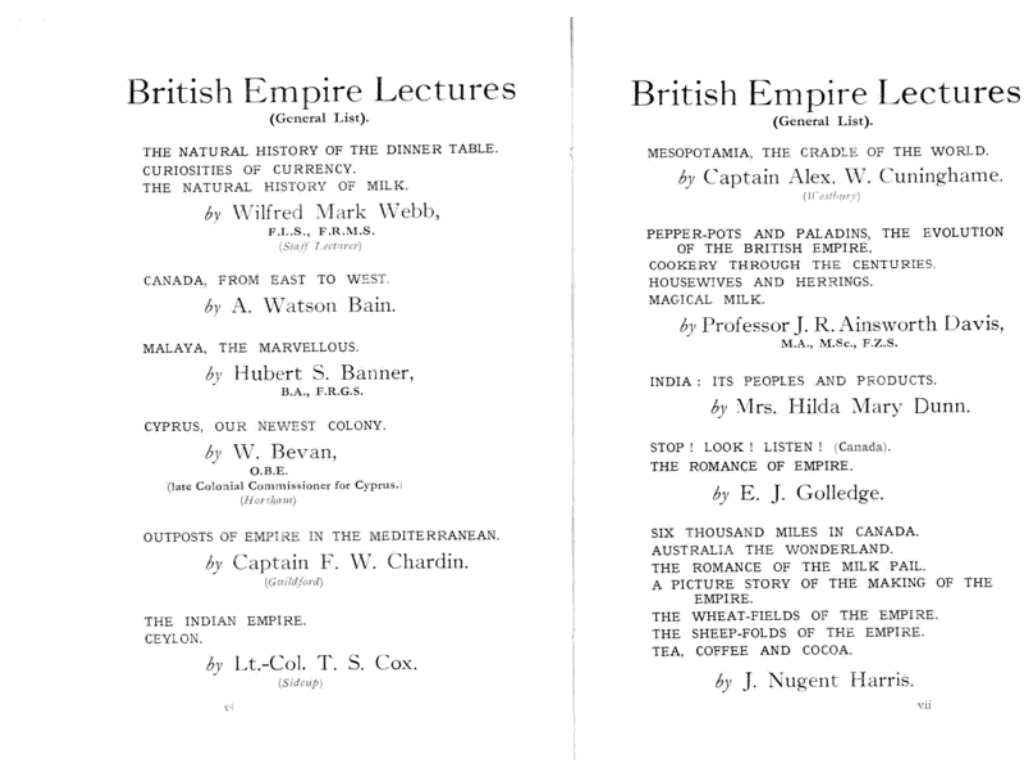 British Empire Lectures
(General List).
THE NATURAL HISTORY OF THE DINNER TABLE.
CURIOSITIES OF CURRENCY.
THE NATURAL HISTORY OF MILK.
by Wilfred Mark Webb,
F.L.S., F.R.M.S.
(Staff Lecturer)
CANADA, FROM EAST TO WEST.
by A. Watson Bain.
MALAYA, THE MARVELLOUS.
by Hubert S. Banner,
B.A., F.R.G.S.
CYPRUS, OUR NEWEST COLONY.
by W. Bevan,
O.B.E.
(late Colonial Commissioner for Cyprus.)
(Horsham)
OUTPOSTS OF EMPIRE IN THE MEDITERRANEAN.
by Captain F. W. Chardin.
(Guildford)
THE INDIAN EMPIRE.
CEYLON.
by Lt.-Col. T. S. Cox.
(Sidcup)
vi
British Empire Lectures
(General List).
MESOPOTAMIA, THE CRADLE OF THE WORLD.
by Captain Alex. W. Cuninghame.
(Westbury)
PEPPER-POTS AND PALADINS, THE EVOLUTION
OF THE BRITISH EMPIRE.
COOKERY THROUGH THE CENTURIES.
HOUSEWIVES AND HERRINGS.
MAGICAL MILK.
by Professor J. R. Ainsworth Davis,
M.A., M.Sc., F.Z.S.
INDIA : ITS PEOPLES AND PRODUCTS.
by Mrs. Hilda Mary Dunn.
STOP ! LOOK ! LISTEN ! (Canada).
THE ROMANCE OF EMPIRE.
by E. J. Golledge.
SIX THOUSAND MILES IN CANADA.
AUSTRALIA THE WONDERLAND.
THE ROMANCE OF THE MILK PAIL.
A PICTURE STORY OF THE MAKING OF THE
EMPIRE.
THE WHEAT-FIELDS OF THE EMPIRE.
THE SHEEP-FOLDS OF THE EMPIRE.
TEA, COFFEE AND COCOA.
by J. Nugent Harris.
vii